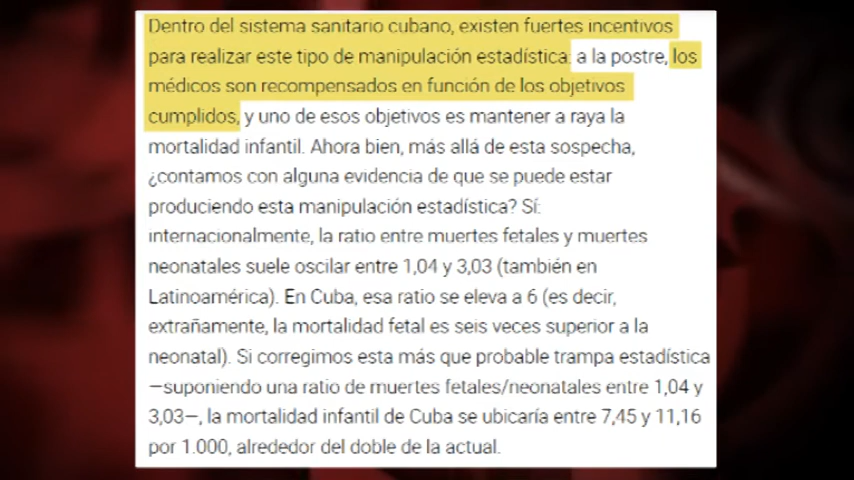 Dentro del sistema sanitario cubano, existen fuertes incentivos
para realizar este tipo de manipulación estadística: a la postre, los
médicos son recompensados en función de los objetivos
cumplidos, y uno de esos objetivos es mantener a raya la
mortalidad infantil. Ahora bien, más allá de esta sospecha,
¿contamos con alguna evidencia de que se puede estar
produciendo esta manipulación estadística? Sí:
internacionalmente, la ratio entre muertes fetales y muertes
neonatales suele oscilar entre 1,04 y 3,03 (también en
Latinoamérica). En Cuba, esa ratio se eleva a 6 (es decir,
extrañamente, la mortalidad fetal es seis veces superior a la
neonatal). Si corregimos esta más que probable trampa estadística
—suponiendo una ratio de muertes fetales/neonatales entre 1,04 y
3,03—, la mortalidad infantil de Cuba se ubicaría entre 7,45 y 11,16
por 1.000, alrededor del doble de la actual.